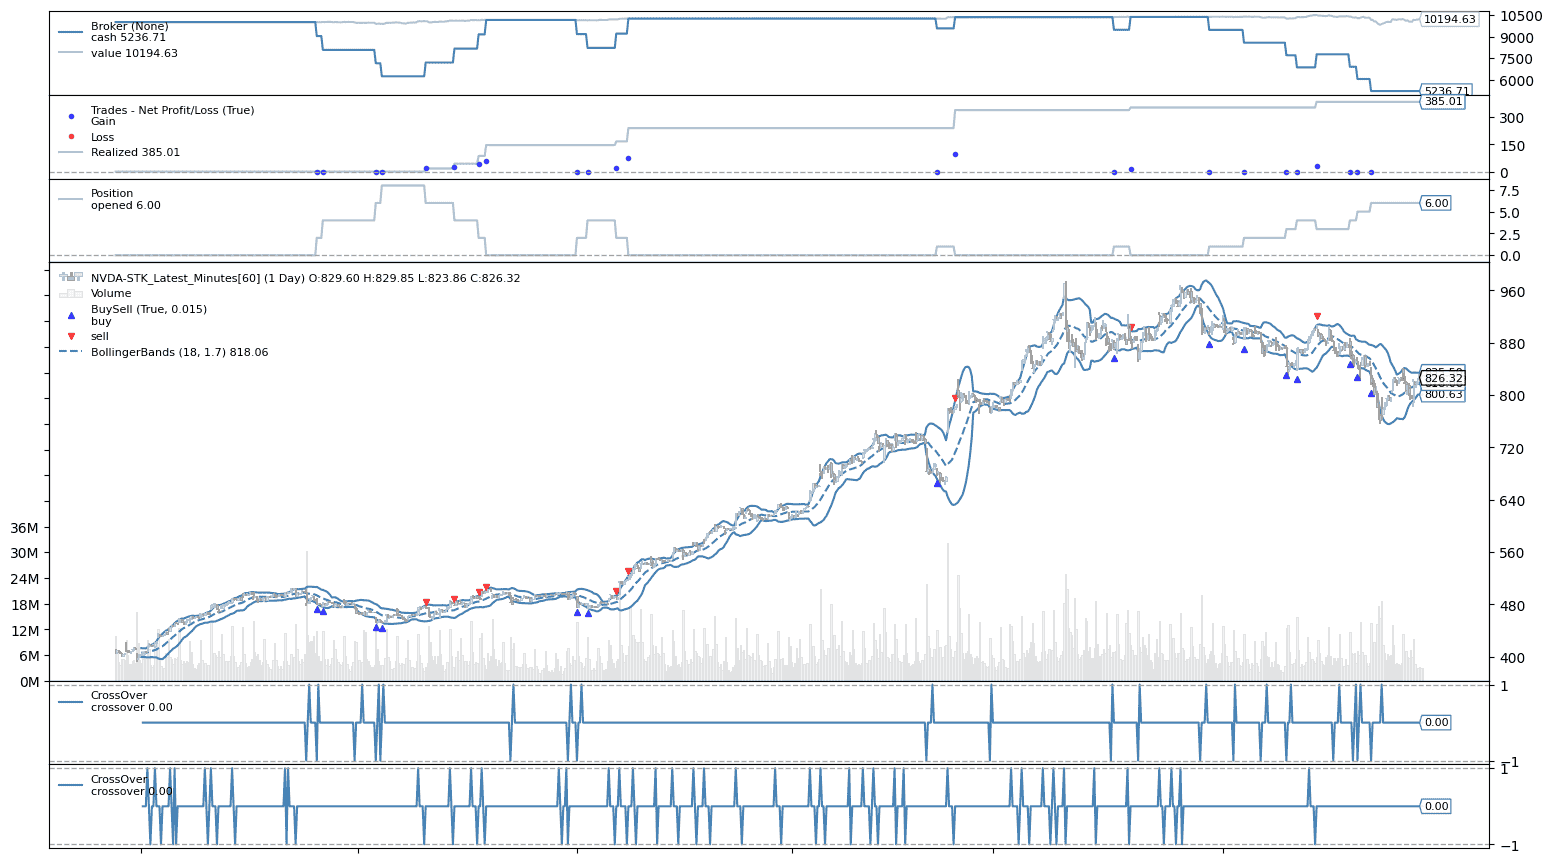 Broker (None)
cash 5236.71
value 10194.63
10500
10194.63
9000
7500
6000
5236.71
Trades - Net Profit/Loss (True)
Gain
Loss
Realized 385.01
385.01
300
150
0
Position
opened 6.00
7.5
6.00
5.0
2.5
0.0
NVDA-STK_Latest_Minutes[60] (1 Day) O:829.60 H:829.85 L:823.86 C:826.32
Volume
BuySell (True, 0.015)
buy
sell
BollingerBands (18, 1.7) 818.06
960
880
826.32
800.63
800
720
640
560
480
400
36M
30M
24M
18M
12M
6M
0M
CrossOver
crossover 0.00
1
0.00
−1
CrossOver
crossover 0.00
1
0.00
−1